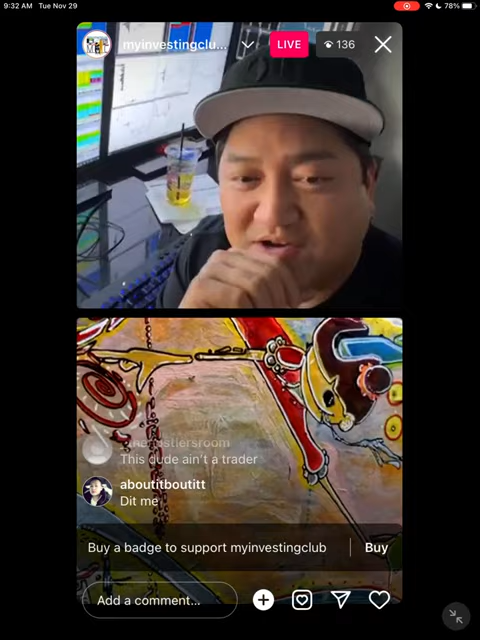 9:32 AM Tue Nov 29
78%
myinvestingclu...
LIVE
136
This dude ain't a trader
aboutitboutitt
Dit me
Buy a badge to support myinvestingclub
Buy
Add a comment...